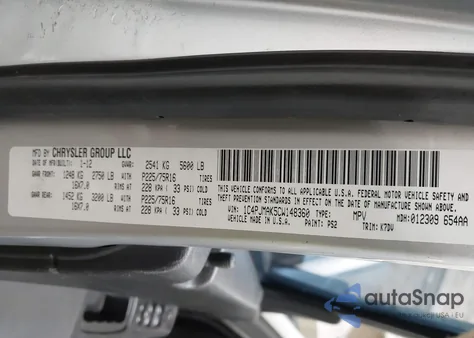 MFD BY CHRYSLER GROUP LLC
DATE OF MFR(BUILT): 1-12 GVWR: 2541 KG 5600 LB
GAWR FRONT: 1248 KG 2750 LB P225/75R16 TIRES
16X7.0 RIMS AT 228 KPA ( 33 PSI) COLD
GAWR REAR: 1452 KG 3200 LB P225/75R16 TIRES
16X7.0 RIMS AT 228 KPA ( 33 PSI) COLD
THIS VEHICLE CONFORMS TO ALL APPLICABLE U.S.A. FEDERAL MOTOR VEHICLE SAFETY AND
THEFT PREVENTION STANDARDS IN EFFECT ON THE DATE OF MANUFACTURE SHOWN ABOVE.
VIN: 1C4PJMAK5CW148360 TYPE: MPV MDH: 012309 654AA
MADE IN U.S.A. PAINT: PS2 TRIM: K7DV
autoSnap